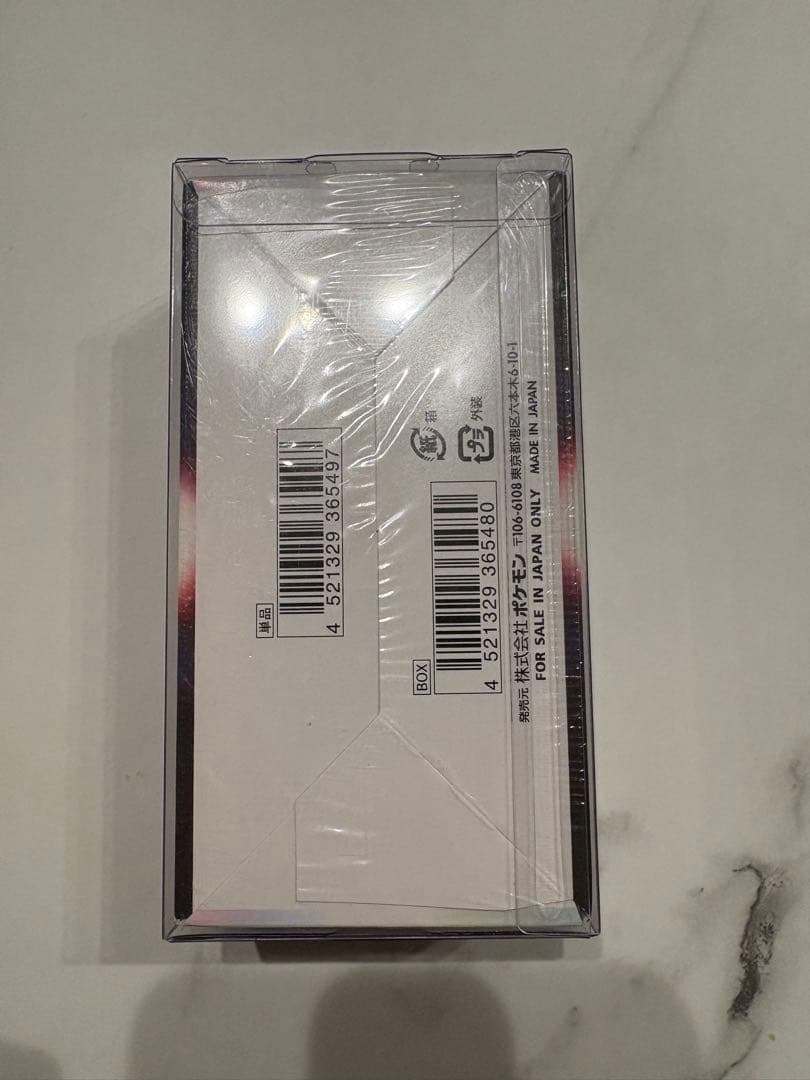 単品
4 521329 365497
紙
箱
プラ
外装
BOX
4 521329 365480
発売元 株式会社ポケモン 〒106-6108 東京都港区六本木6-10-1
FOR SALE IN JAPAN ONLY MADE IN JAPAN